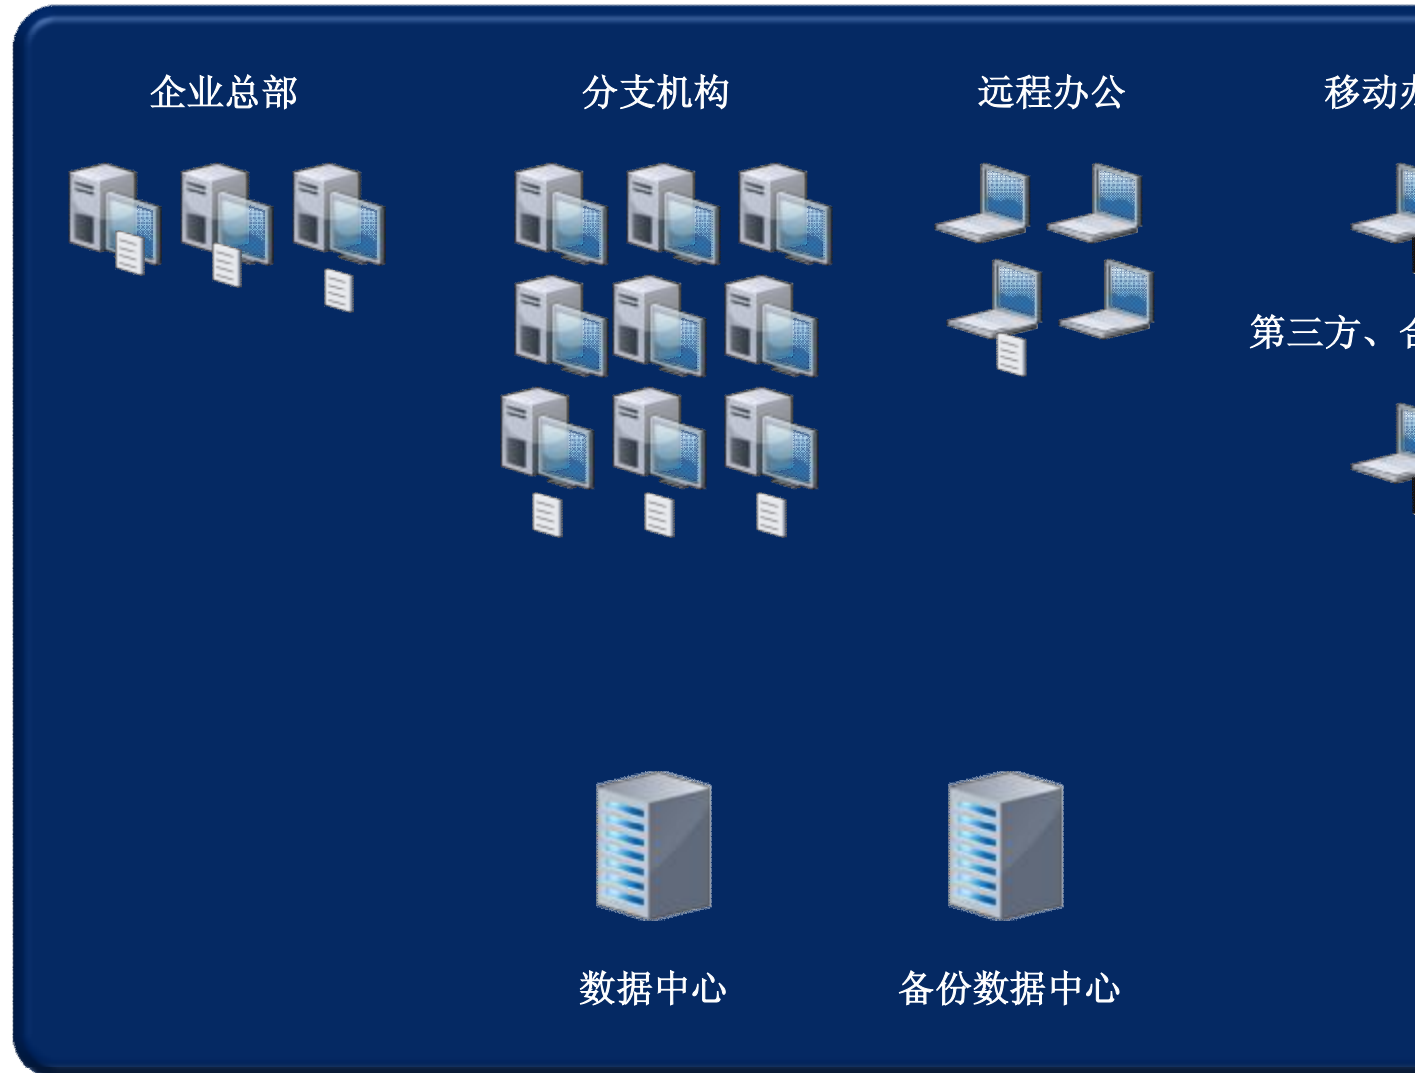 企业总部
分支机构
远程办公
移动
第三方、
数据中心
备份数据中心